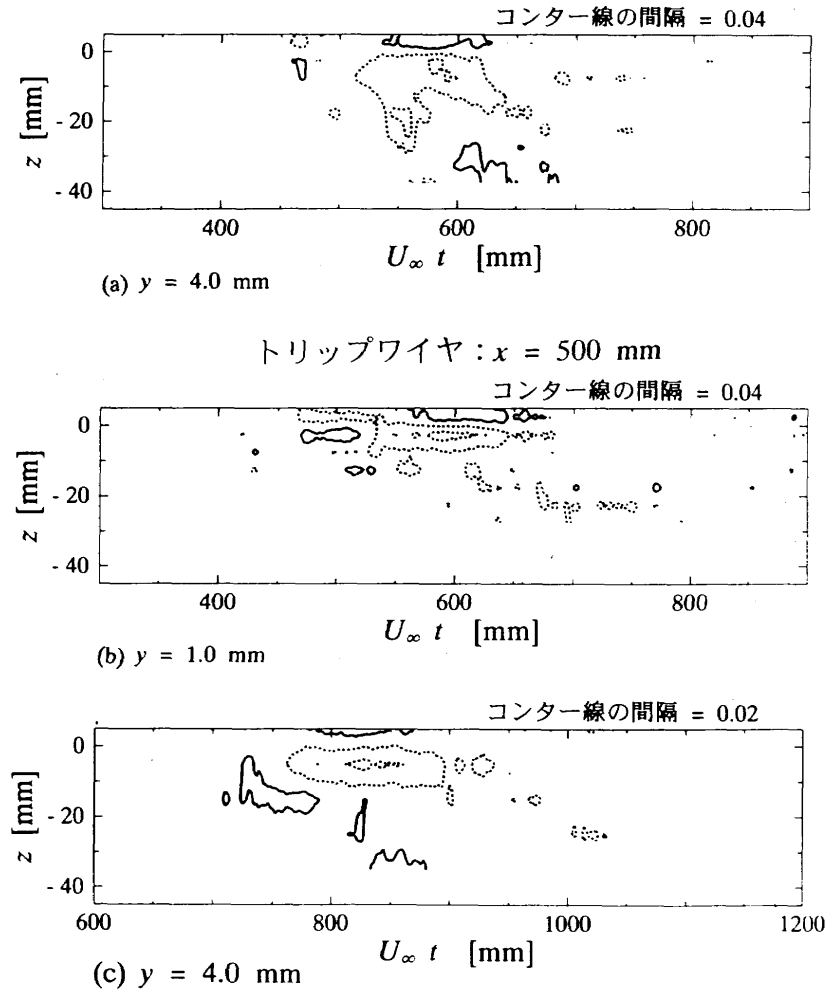 コンター線の間隔 = 0.04
0
- 20
- 40
z [mm]
400 600 800
U∞ t [mm]
(a) y = 4.0 mm
トリップワイヤ : x = 500 mm
コンター線の間隔 = 0.04
0
- 20
- 40
z [mm]
400 600 800
U∞ t [mm]
(b) y = 1.0 mm
コンター線の間隔 = 0.02
0
- 20
- 40
z [mm]
600 800 1000 1200
U∞ t [mm]
(c) y = 4.0 mm